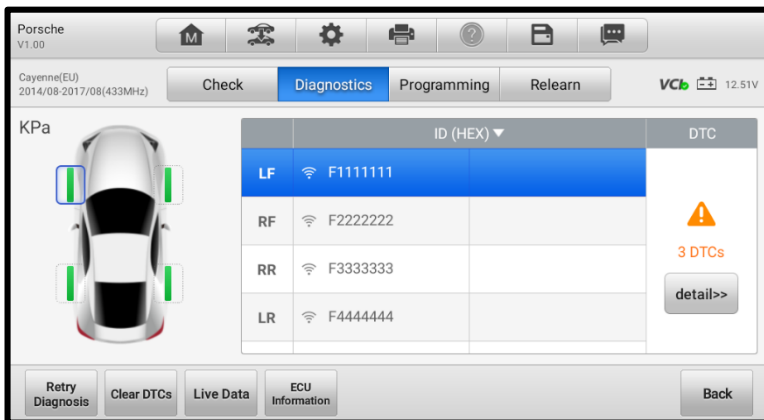 Porsche
V1.00
M
?
Cayenne(EU)
2014/08-2017/08(433MHz)
Check
Diagnostics
Programming
Relearn
VCI
12.51V
KPa
ID (HEX) ▼
DTC
LF
F1111111
RF
F2222222
RR
F3333333
LR
F4444444
3 DTCs
detail>>
Retry
Diagnosis
Clear DTCs
Live Data
ECU
Information
Back